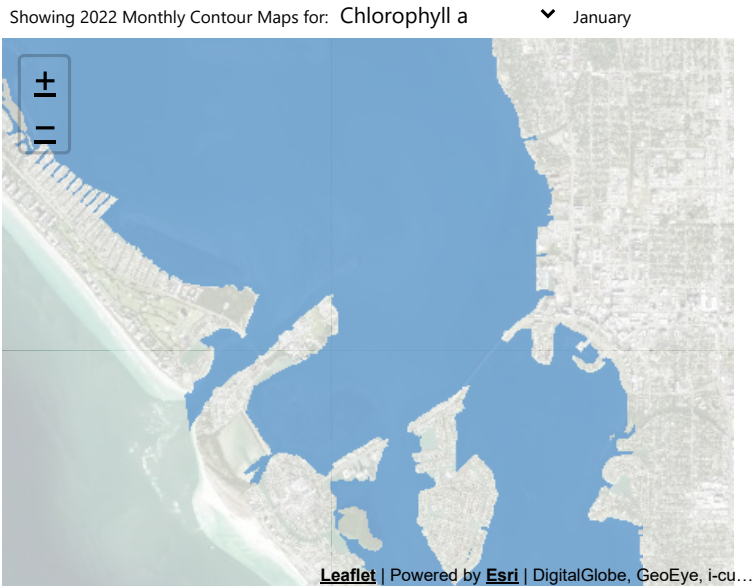 Showing 2022 Monthly Contour Maps for: Chlorophyll a January
+
−
Leaflet | Powered by Esri | DigitalGlobe, GeoEye, i-cu…